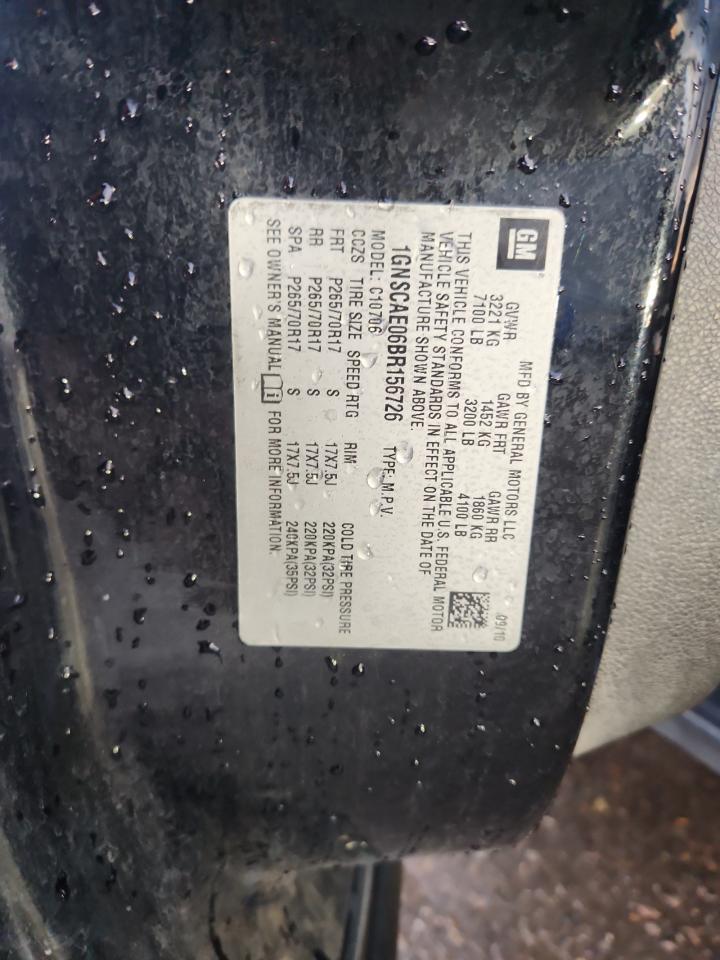 GM
MFD BY GENERAL MOTORS LLC 09/10
GVWR GAWR FRT GAWR RR
3221 KG 1452 KG 1860 KG
7100 LB 3200 LB 4100 LB
THIS VEHICLE CONFORMS TO ALL APPLICABLE U.S. FEDERAL MOTOR
VEHICLE SAFETY STANDARDS IN EFFECT ON THE DATE OF
MANUFACTURE SHOWN ABOVE.
1GNSCAE06BR156726 TYPE: M.P.V.
MODEL: C10706
CCZS TIRE SIZE SPEED RTG RIM COLD TIRE PRESSURE
FRT P265/70R17 S 17X7.5J 220KPA(32PSI)
RR P265/70R17 S 17X7.5J 220KPA(32PSI)
SPA P265/70R17 S 17X7.5J 240KPA(35PSI)
SEE OWNER'S MANUAL i FOR MORE INFORMATION.